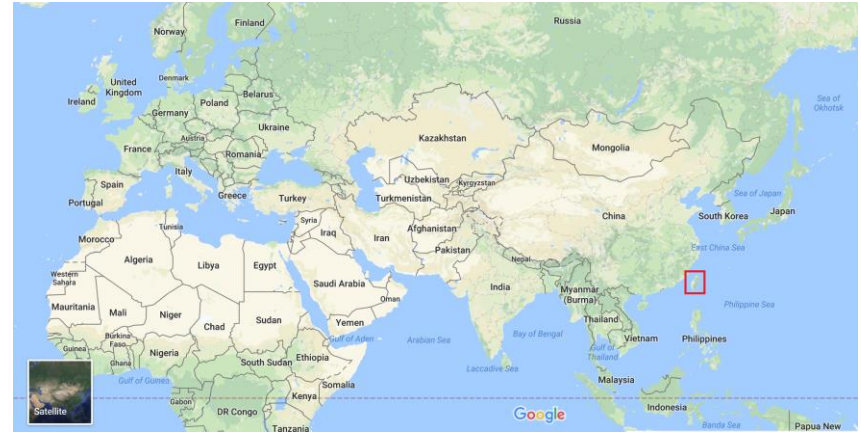 Finland
Russia
Norway
United
Kingdom
Denmark
Sea of
Okhotsk
Ireland
Belarus
Poland
Germany
Ukraine
Austria
Kazakhstan
Mongolia
France
Romania
Italy
Uzbekistan
Kyrgyzstan
Spain
Sea of Japan
Portugal
Greece
Turkey
Turkmenistan
China
South Korea
Japan
Syria
Tunisia
Afghanistan
Morocco
Iraq
Iran
East China Sea
Pakistan
Algeria
Libya
Egypt
Nepal
Western
Sahara
Saudi Arabia
India
Myanmar
(Burma)
Oman
Mauritania
Mali
Niger
Philippine Sea
Sudan
Yemen
Thailand
Chad
Burkina
Faso
Gulf of Aden
Arabian Sea
Bay of Bengal
Vietnam
Philippines
Guinea
Nigeria
Gulf of
Thailand
Ghana
South Sudan
Ethiopia
Laccadive Sea
Gulf of Guinea
Somalia
Malaysia
Gabon
Kenya
Satellite
DR Congo
Google
Indonesia
Tanzania
Banda Sea
Papua New